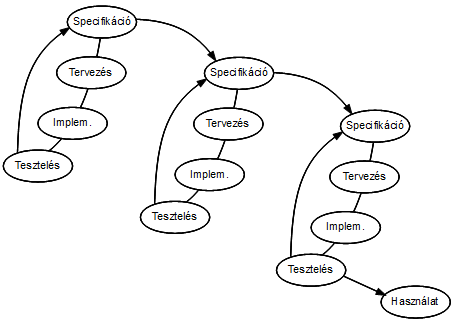 Specifikáció
Tervezés
Implem.
Tesztelés
Specifikáció
Tervezés
Implem.
Tesztelés
Specifikáció
Tervezés
Implem.
Tesztelés
Használat